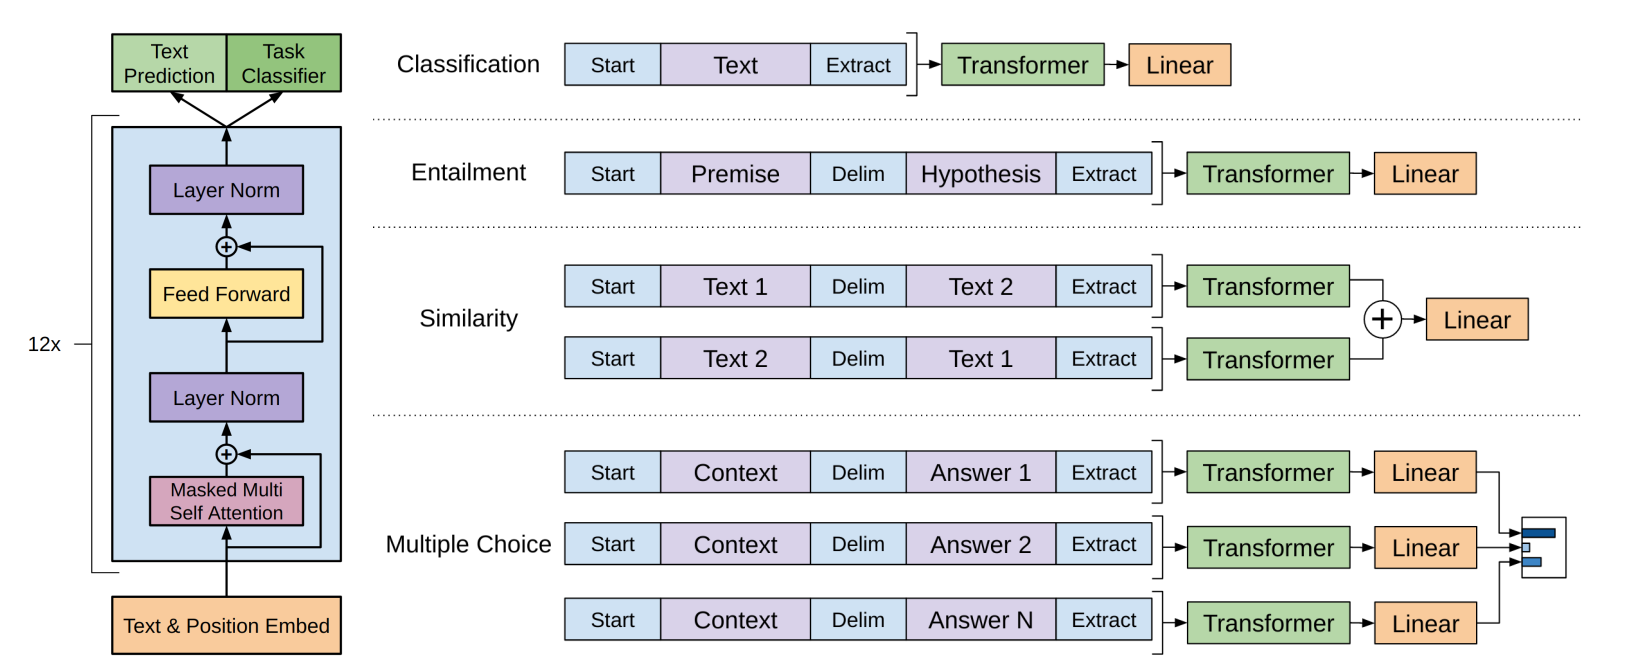 Text
Prediction
Task
Classifier
Layer Norm
Feed Forward
12x
Layer Norm
Masked Multi
Self Attention
Text & Position Embed
Classification
Start Text Extract Transformer Linear
Entailment
Start Premise Delim Hypothesis Extract Transformer Linear
Similarity
Start Text 1 Delim Text 2 Extract Transformer
+ Linear
Start Text 2 Delim Text 1 Extract Transformer
Multiple Choice
Start Context Delim Answer 1 Extract Transformer Linear
Start Context Delim Answer 2 Extract Transformer Linear
Start Context Delim Answer N Extract Transformer Linear